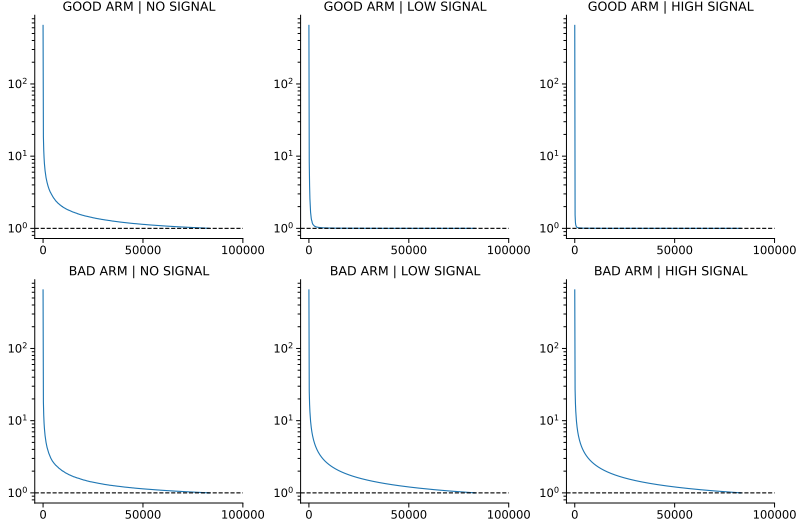 GOOD ARM | NO SIGNAL
GOOD ARM | LOW SIGNAL
GOOD ARM | HIGH SIGNAL
10²
10¹
10⁰
0 50000 100000
10²
10¹
10⁰
0 50000 100000
10²
10¹
10⁰
0 50000 100000
BAD ARM | NO SIGNAL
BAD ARM | LOW SIGNAL
BAD ARM | HIGH SIGNAL
10²
10¹
10⁰
0 50000 100000
10²
10¹
10⁰
0 50000 100000
10²
10¹
10⁰
0 50000 100000